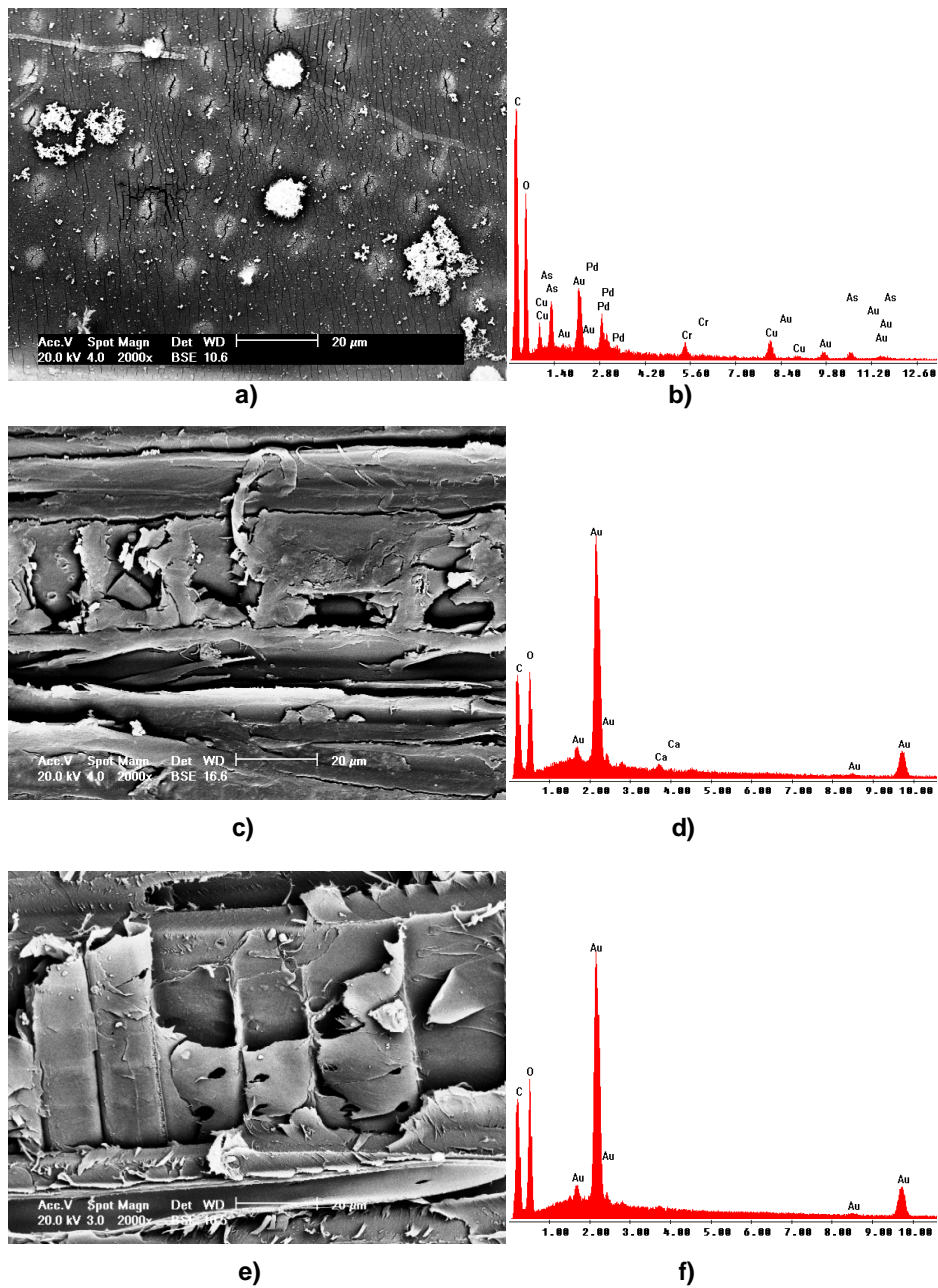 Acc.V Spot Magn Det WD 20 µm
20.0 kV 4.0 2000x BSE 10.6
a)
C
O
As
As
Cu
Cu
Au
Au
Pd
Au
Pd
Pd
Pd
Cr
Cr
Au
Cu
Cu
Au
As
As
Au
Au
Au
1.40 2.80 4.20 5.60 7.00 8.40 9.80 11.20 12.60
b)
Acc.V Spot Magn Det WD 20 µm
20.0 kV 4.0 2000x BSE 16.6
c)
C
O
Au
Au
Au
Ca
Ca
Au
Au
1.00 2.00 3.00 4.00 5.00 6.00 7.00 8.00 9.00 10.00
d)
Acc.V Spot Magn Det WD 20 µm
20.0 kV 3.0 2000x BSE
e)
C
O
Au
Au
Au
Au
Au
1.00 2.00 3.00 4.00 5.00 6.00 7.00 8.00 9.00 10.00
f)